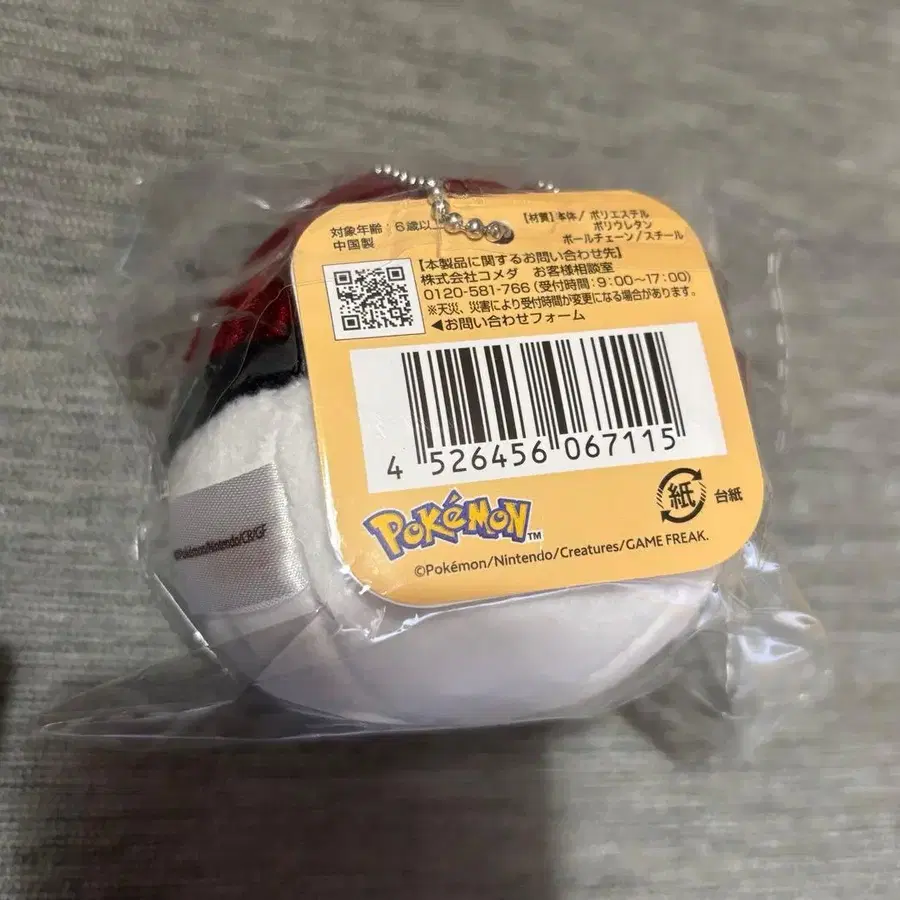 対象年齢:6歳以
中国製
【材質】本体/ポリエステル
ポリウレタン
ボールチェーン/スチール
【本製品に関するお問い合わせ先】
株式会社コメダ お客様相談室
0120-581-766(受付時間:9:00~17:00)
※天災、災害により受付時間が変更になる場合があります。
◀お問い合わせフォーム
4 526456 067115
紙 台紙
POKéMON™
©Pokémon/Nintendo/Creatures/GAME FREAK.
©Pokémon/Nintendo/CR/GF